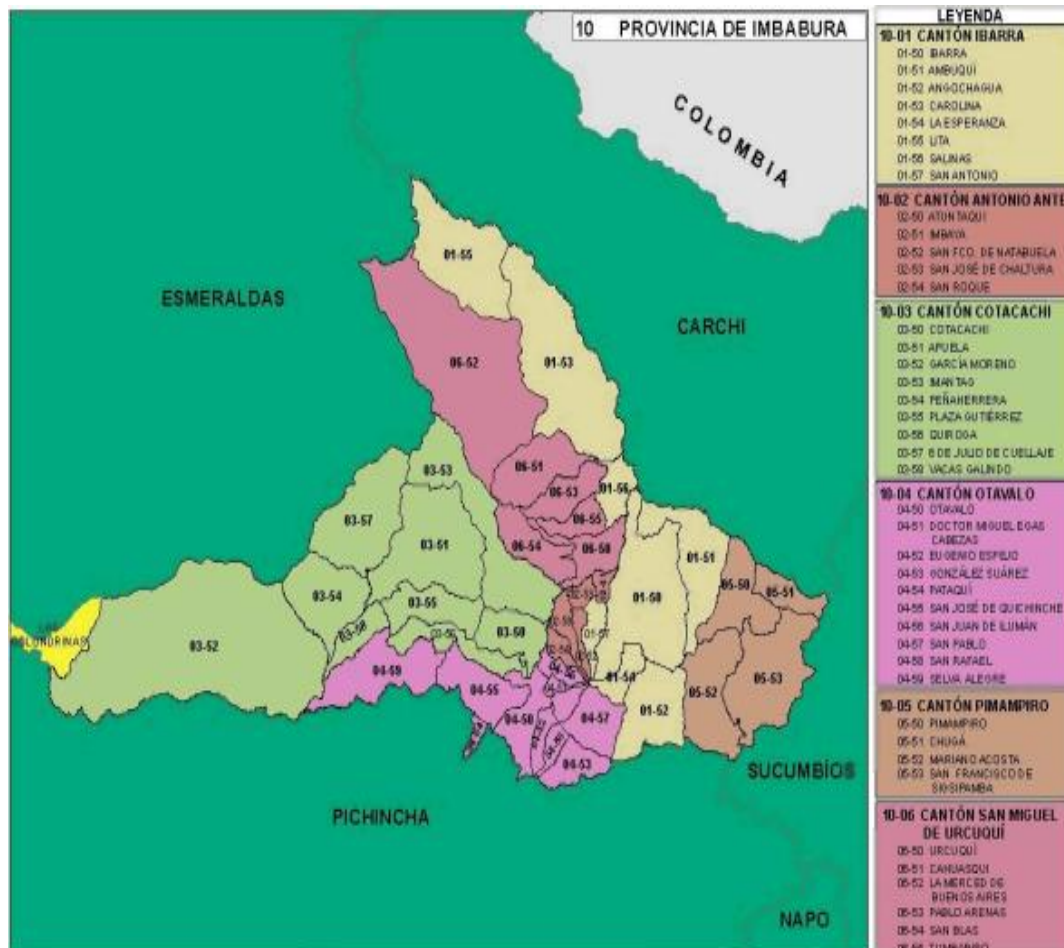 10 PROVINCIA DE IMBABURA
COLOMBIA
ESMERALDAS
CARCHI
SUCUMBÍOS
PICHINCHA
NAPO
GOLONDRINAS
01-55
06-52
01-53
03-53
06-51
06-53
01-56
03-57
03-51
06-55
06-54
06-50
01-51
05-50
05-51
03-54
03-55
01-50
03-50
01-57
03-52
04-59
04-55
01-52
05-52
05-53
04-50
04-57
04-53
LEYENDA
10-01 CANTÓN IBARRA
01-50 IBARRA
01-51 AMBUQUÍ
01-52 ANGOCHAGUA
01-53 CAROLINA
01-54 LA ESPERANZA
01-55 LITA
01-56 SALINAS
01-57 SAN ANTONIO
10-02 CANTÓN ANTONIO ANTE
02-50 ATUNTAQUI
02-51 IMBAYA
02-52 SAN FCO. DE NATABUELA
02-53 SAN JOSÉ DE CHALTURA
02-54 SAN ROQUE
10-03 CANTÓN COTACACHI
03-50 COTACACHI
03-51 APUELA
03-52 GARCÍA MORENO
03-53 IMANTAG
03-54 PEÑAHERRERA
03-55 PLAZA GUTIÉRREZ
03-56 QUIROGA
03-57 6 DE JULIO DE CUELLAJE
03-58 VACAS GALINDO
10-04 CANTÓN OTAVALO
04-50 OTAVALO
04-51 DOCTOR MIGUEL EGAS
CABEZAS
04-52 EUGENIO ESPEJO
04-53 GONZÁLEZ SUÁREZ
04-54 PATAQUÍ
04-55 SAN JOSÉ DE QUICHINCHE
04-56 SAN JUAN DE ILUMÁN
04-57 SAN PABLO
04-58 SAN RAFAEL
04-59 SELVA ALEGRE
10-05 CANTÓN PIMAMPIRO
05-50 PIMAMPIRO
05-51 CHUGÁ
05-52 MARIANO ACOSTA
05-53 SAN FRANCISCO DE
SIGSIPAMBA
10-06 CANTÓN SAN MIGUEL
DE URCUQUÍ
06-50 URCUQUÍ
06-51 CAHUASQUI
06-52 LA MERCED DE
BUENOS AIRES
06-53 PABLO ARENAS
06-54 SAN BLAS